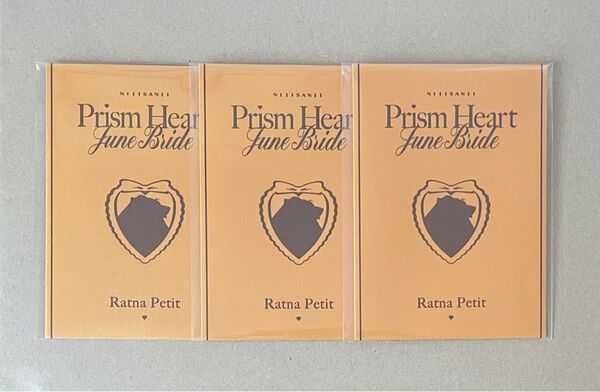 NIJISANJI
Prism Hear
June Bride
Ratna Petit
NIJISANJI
Prism Hear
June Bride
Ratna Petit
NIJISANJI
Prism Heart
June Bride
Ratna Petit